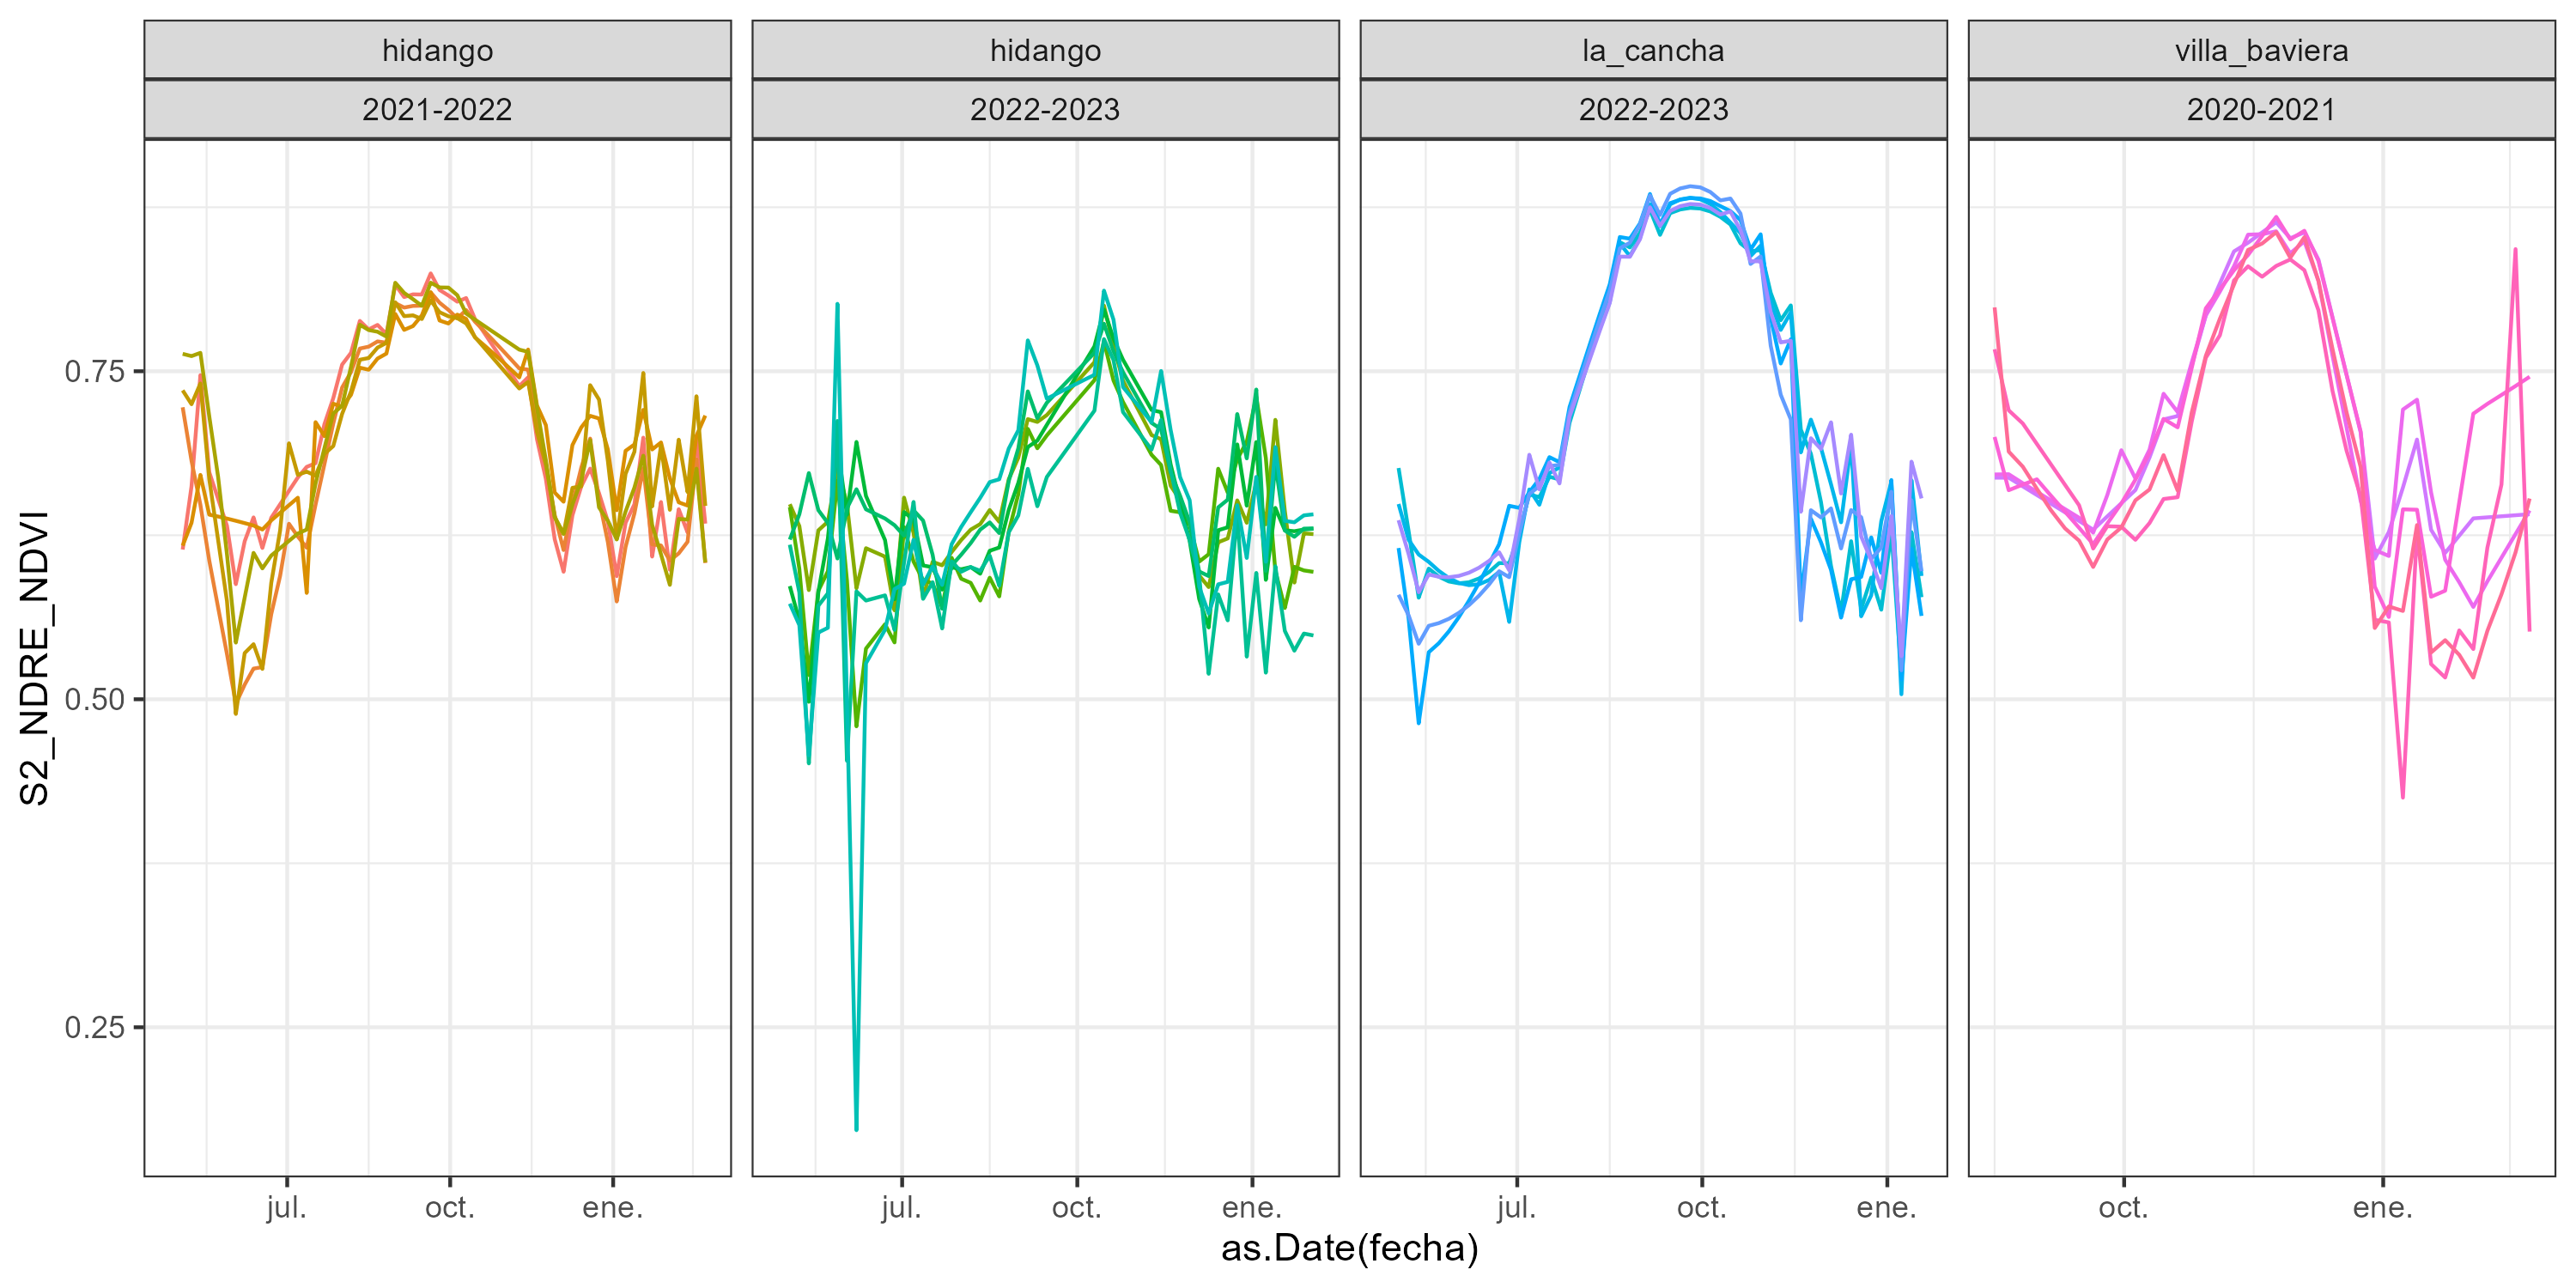 hidango
hidango
la_cancha
villa_baviera
2021-2022
2022-2023
2022-2023
2020-2021
S2_NDRE_NDVI
0.75
0.50
0.25
jul.
oct.
ene.
jul.
oct.
ene.
jul.
oct.
ene.
oct.
ene.
as.Date(fecha)